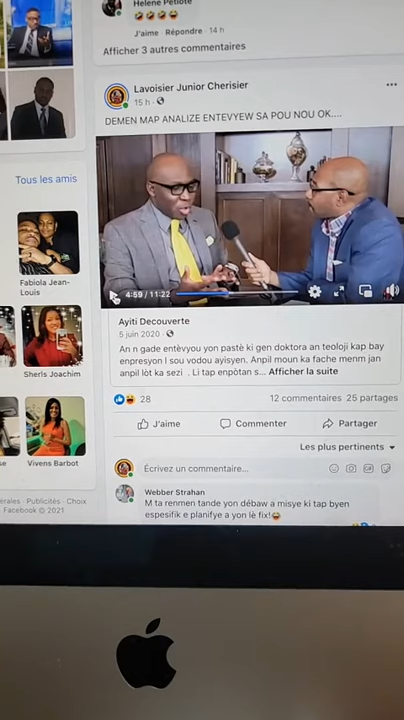 Helene Petiote
J'aime Répondre · 14 h
Afficher 3 autres commentaires
Lavoisier Junior Cherisier
15 h ·
DEMEN MAP ANALIZE ENTEVYEW SA POU NOU OK....
4:59 / 11:22
Ayiti Decouverte
5 juin 2020 ·
An n gade entèvyou yon pastè ki gen doktora an teoloji kap bay
enpresyon l sou vodou ayisyen. Anpil moun ka fache menm jan
anpil lòt ka sezi . Li tap enpòtan s... Afficher la suite
28
12 commentaires 25 partages
J'aime
Commenter
Partager
Les plus pertinents
Écrivez un commentaire...
GIF
Webber Strahan
M ta renmen tande yon débaw a misye ki tap byen
espesifik e planifye a yon lè fix!
Tous les amis
Fabiola Jean-
Louis
Sherls Joachim
Vivens Barbot
érales · Publicités · Choix
Facebook © 2021